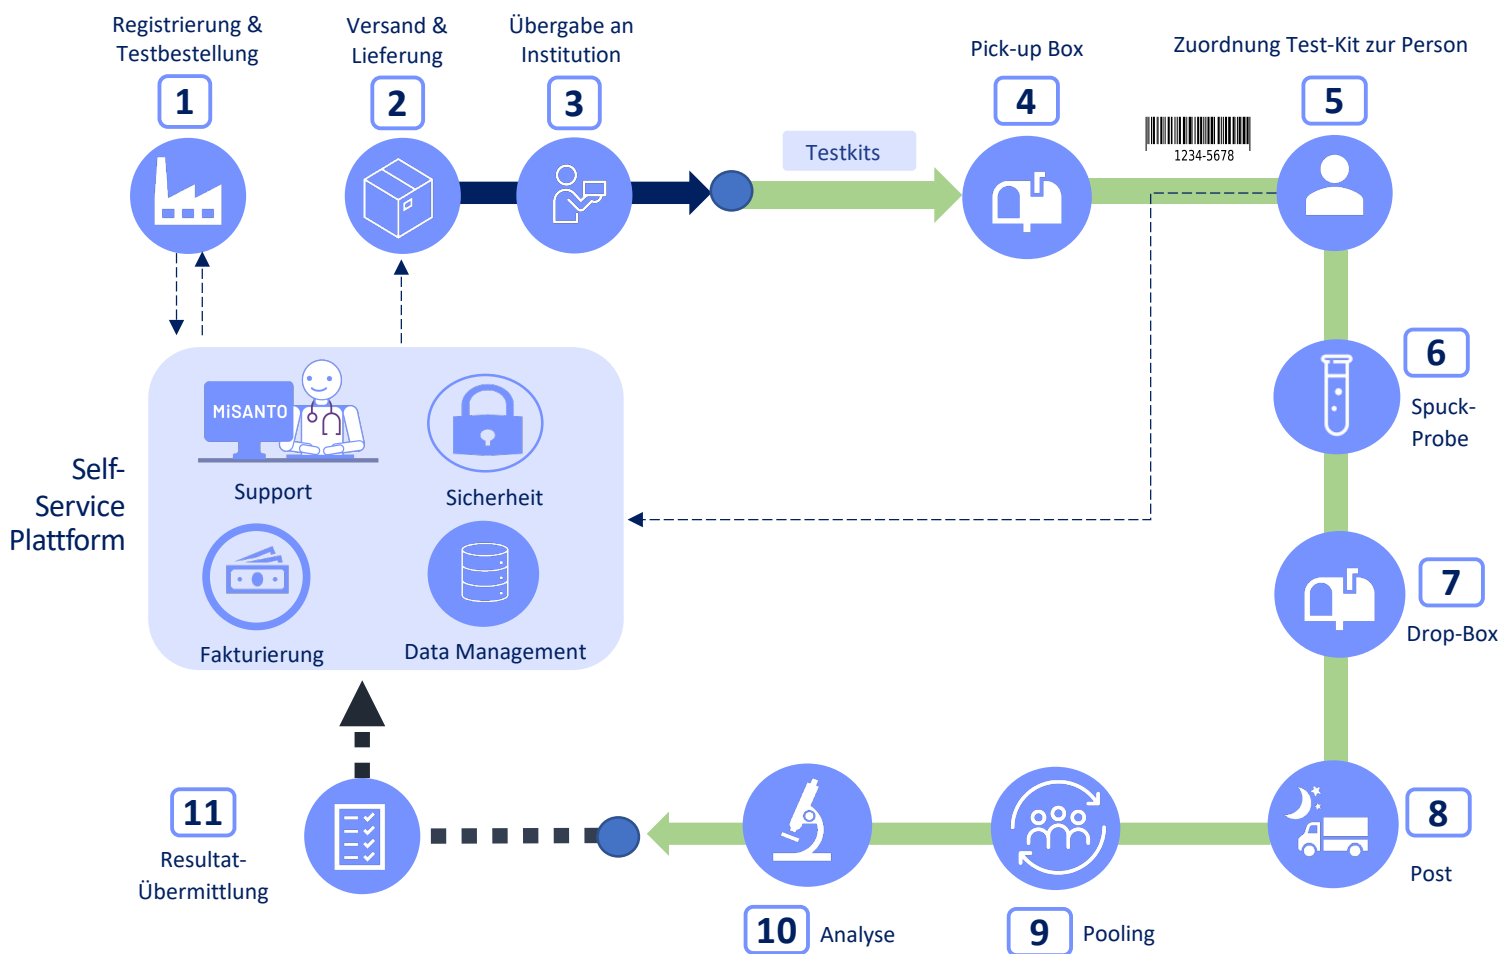 Registrierung &
Testbestellung
1
Versand &
Lieferung
2
Übergabe an
Institution
3
Testkits
Pick-up Box
4
1234-5678
Zuordnung Test-Kit zur Person
5
6
Spuck-
Probe
7
Drop-Box
8
Post
9
Pooling
10
Analyse
11
Resultat-
Übermittlung
Self-
Service
Plattform
MiSANTO
Support
Sicherheit
Fakturierung
Data Management